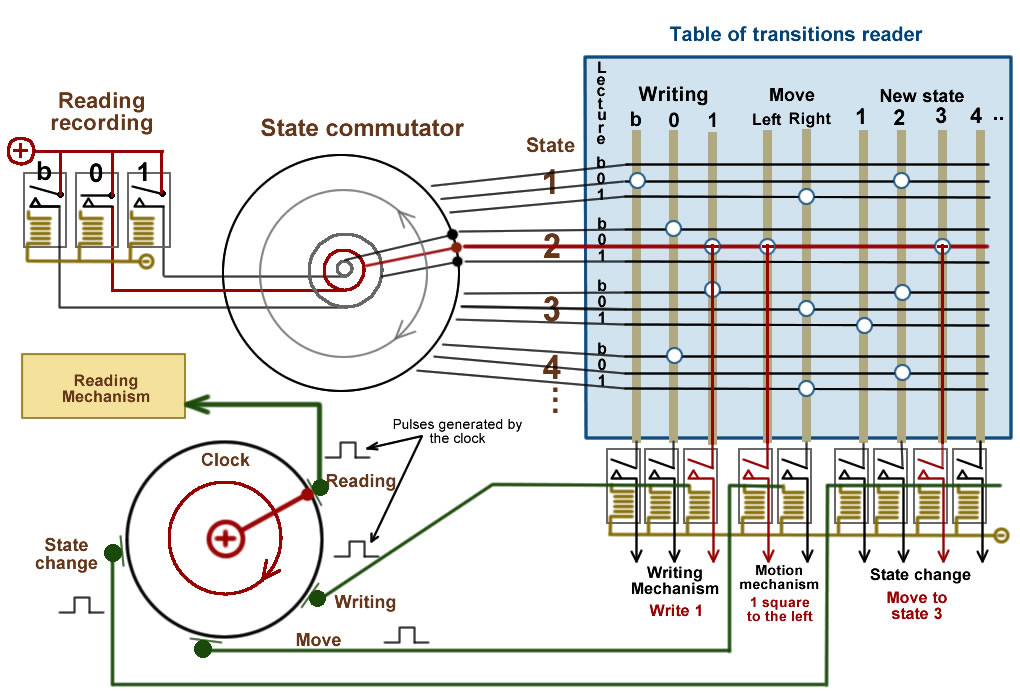 Table of transitions reader
Reading
recording
State commutator
State
Lecture
Writing
Move
New state
b
0
1
Left
Right
1
2
3
4
..
b
0
1
1
b
0
1
2
b
0
1
3
b
0
1
4
b
0
1
Reading
Mechanism
Pulses generated by
the clock
Clock
Reading
State
change
Writing
Move
Writing
Mechanism
Write 1
Motion
mechanism
1 square
to the left
State change
Move to
state 3